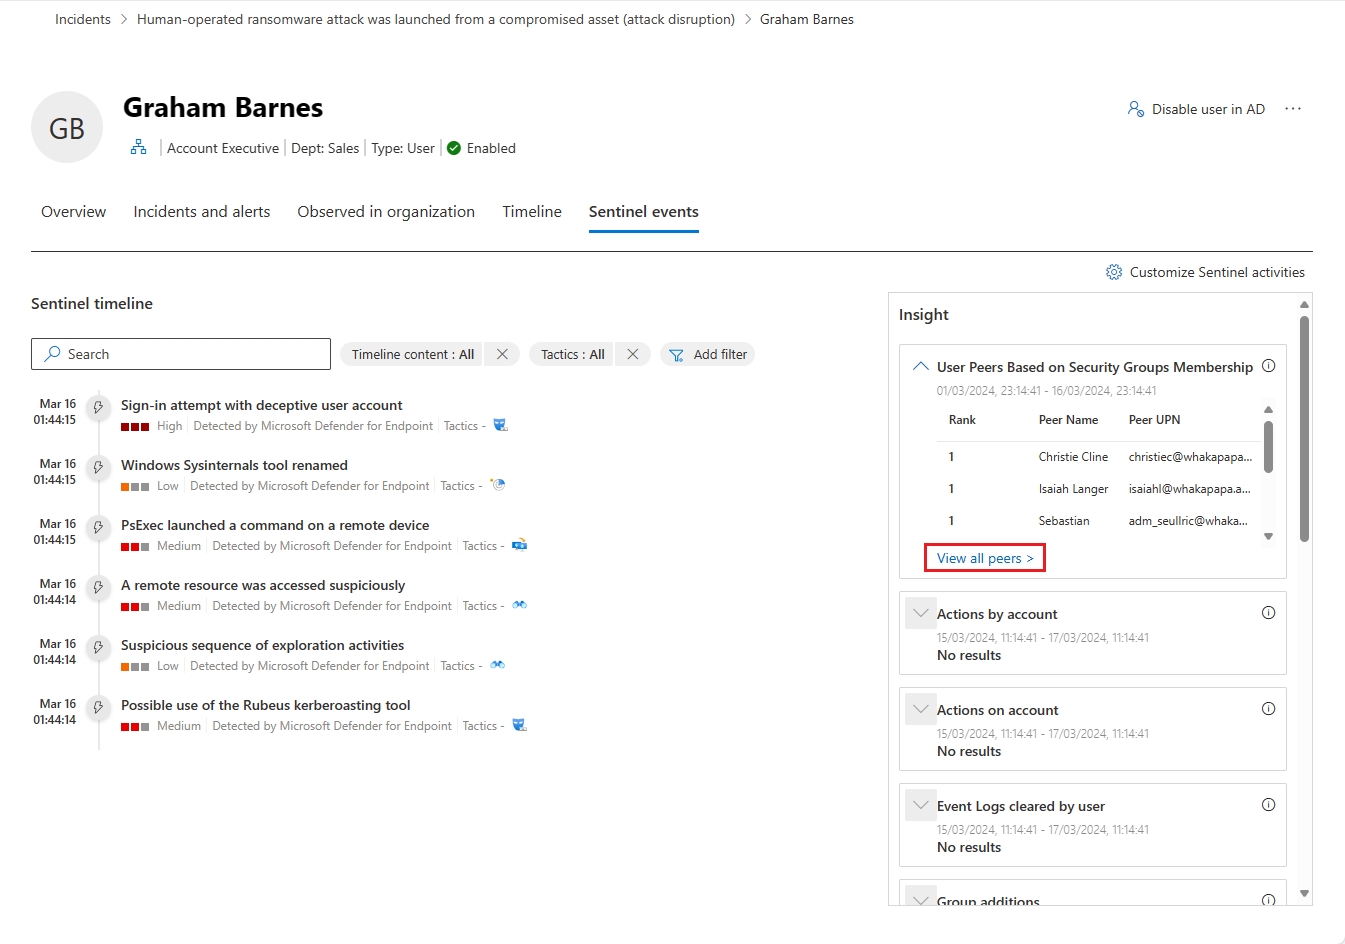 Incidents > Human-operated ransomware attack was launched from a compromised asset (attack disruption) > Graham Barnes
GB
Graham Barnes
Account Executive | Dept: Sales | Type: User | Enabled
Disable user in AD ···
Overview Incidents and alerts Observed in organization Timeline Sentinel events
Customize Sentinel activities
Sentinel timeline
Search
Timeline content : All
Tactics : All
Add filter
Mar 16
01:44:15
Sign-in attempt with deceptive user account
High Detected by Microsoft Defender for Endpoint Tactics -
Mar 16
01:44:15
Windows Sysinternals tool renamed
Low Detected by Microsoft Defender for Endpoint Tactics -
Mar 16
01:44:15
PsExec launched a command on a remote device
Medium Detected by Microsoft Defender for Endpoint Tactics -
Mar 16
01:44:14
A remote resource was accessed suspiciously
Medium Detected by Microsoft Defender for Endpoint Tactics -
Mar 16
01:44:14
Suspicious sequence of exploration activities
Low Detected by Microsoft Defender for Endpoint Tactics -
Mar 16
01:44:14
Possible use of the Rubeus kerberoasting tool
Medium Detected by Microsoft Defender for Endpoint Tactics -
Insight
User Peers Based on Security Groups Membership
01/03/2024, 23:14:41 - 16/03/2024, 23:14:41
Rank Peer Name Peer UPN
1 Christie Cline christiec@whakapapa...
1 Isaiah Langer isaiahl@whakapapa.a...
1 Sebastian adm_seullric@whaka...
View all peers >
Actions by account
15/03/2024, 11:14:41 - 17/03/2024, 11:14:41
No results
Actions on account
15/03/2024, 11:14:41 - 17/03/2024, 11:14:41
No results
Event Logs cleared by user
15/03/2024, 11:14:41 - 17/03/2024, 11:14:41
No results
Group additions